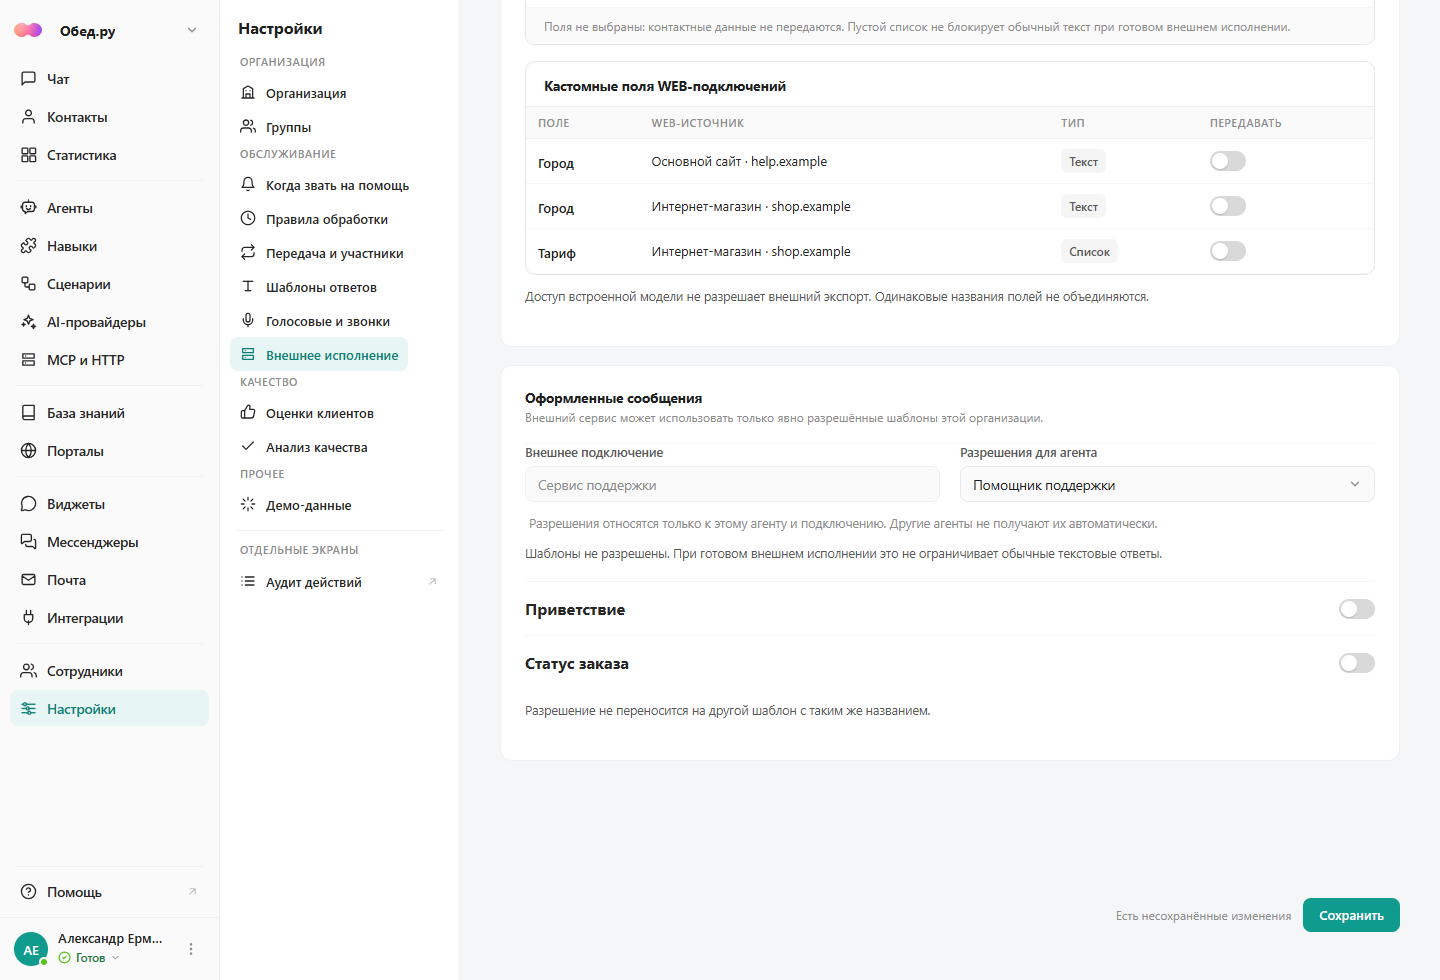 Обед.ру
Чат
Контакты
Статистика
Агенты
Навыки
Сценарии
AI-провайдеры
MCP и HTTP
База знаний
Порталы
Виджеты
Мессенджеры
Почта
Интеграции
Сотрудники
Настройки
Помощь
АЕ
Александр Ерм...
Готов
Настройки
ОРГАНИЗАЦИЯ
Организация
Группы
ОБСЛУЖИВАНИЕ
Когда звать на помощь
Правила обработки
Передача и участники
Шаблоны ответов
Голосовые и звонки
Внешнее исполнение
КАЧЕСТВО
Оценки клиентов
Анализ качества
ПРОЧЕЕ
Демо-данные
ОТДЕЛЬНЫЕ ЭКРАНЫ
Аудит действий
Поля не выбраны: контактные данные не передаются. Пустой список не блокирует обычный текст при готовом внешнем исполнении.
Кастомные поля WEB-подключений
ПОЛЕ WEB-ИСТОЧНИК ТИП ПЕРЕДАВАТЬ
Город Основной сайт · help.example Текст
Город Интернет-магазин · shop.example Текст
Тариф Интернет-магазин · shop.example Список
Доступ встроенной модели не разрешает внешний экспорт. Одинаковые названия полей не объединяются.
Оформленные сообщения
Внешний сервис может использовать только явно разрешённые шаблоны этой организации.
Внешнее подключение Разрешения для агента
Сервис поддержки Помощник поддержки
Разрешения относятся только к этому агенту и подключению. Другие агенты не получают их автоматически.
Шаблоны не разрешены. При готовом внешнем исполнении это не ограничивает обычные текстовые ответы.
Приветствие
Статус заказа
Разрешение не переносится на другой шаблон с таким же названием.
Есть несохранённые изменения Сохранить